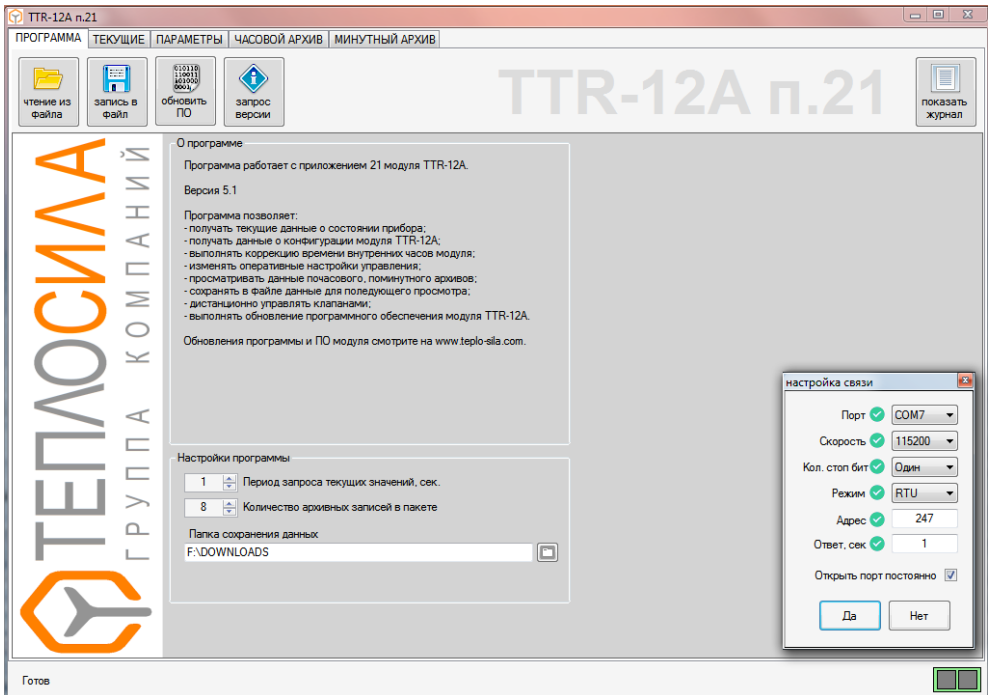 TTR-12A п.21
ПРОГРАММА ТЕКУЩИЕ ПАРАМЕТРЫ ЧАСОВОЙ АРХИВ МИНУТНЫЙ АРХИВ
чтение из файла
запись в файл
010110
110011
101000
0001
обновить ПО
запрос версии
TTR-12A п.21
показать журнал
ТЕПЛОСИЛА
ГРУППА КОМПАНИЙ
О программе
Программа работает с приложением 21 модуля TTR-12A.
Версия 5.1
Программа позволяет:
- получать текущие данные о состоянии прибора;
- получать данные о конфигурации модуля TTR-12A;
- выполнять коррекцию времени внутренних часов модуля;
- изменять оперативные настройки управления;
- просматривать данные почасового, поминутного архивов;
- сохранять в файле данные для поледующего просмотра;
- дистанционно управлять клапанами;
- выполнять обновление программного обеспечения модуля TTR-12A.
Обновления программы и ПО модуля смотрите на www.teplo-sila.com.
Настройки программы
1 Период запроса текущих значений, сек.
8 Количество архивных записей в пакете
Папка сохранения данных
F:\DOWNLOADS
настройка связи
Порт COM7
Скорость 115200
Кол. стоп бит Один
Режим RTU
Адрес 247
Ответ, сек 1
Открыть порт постоянно
Да Нет
Готов